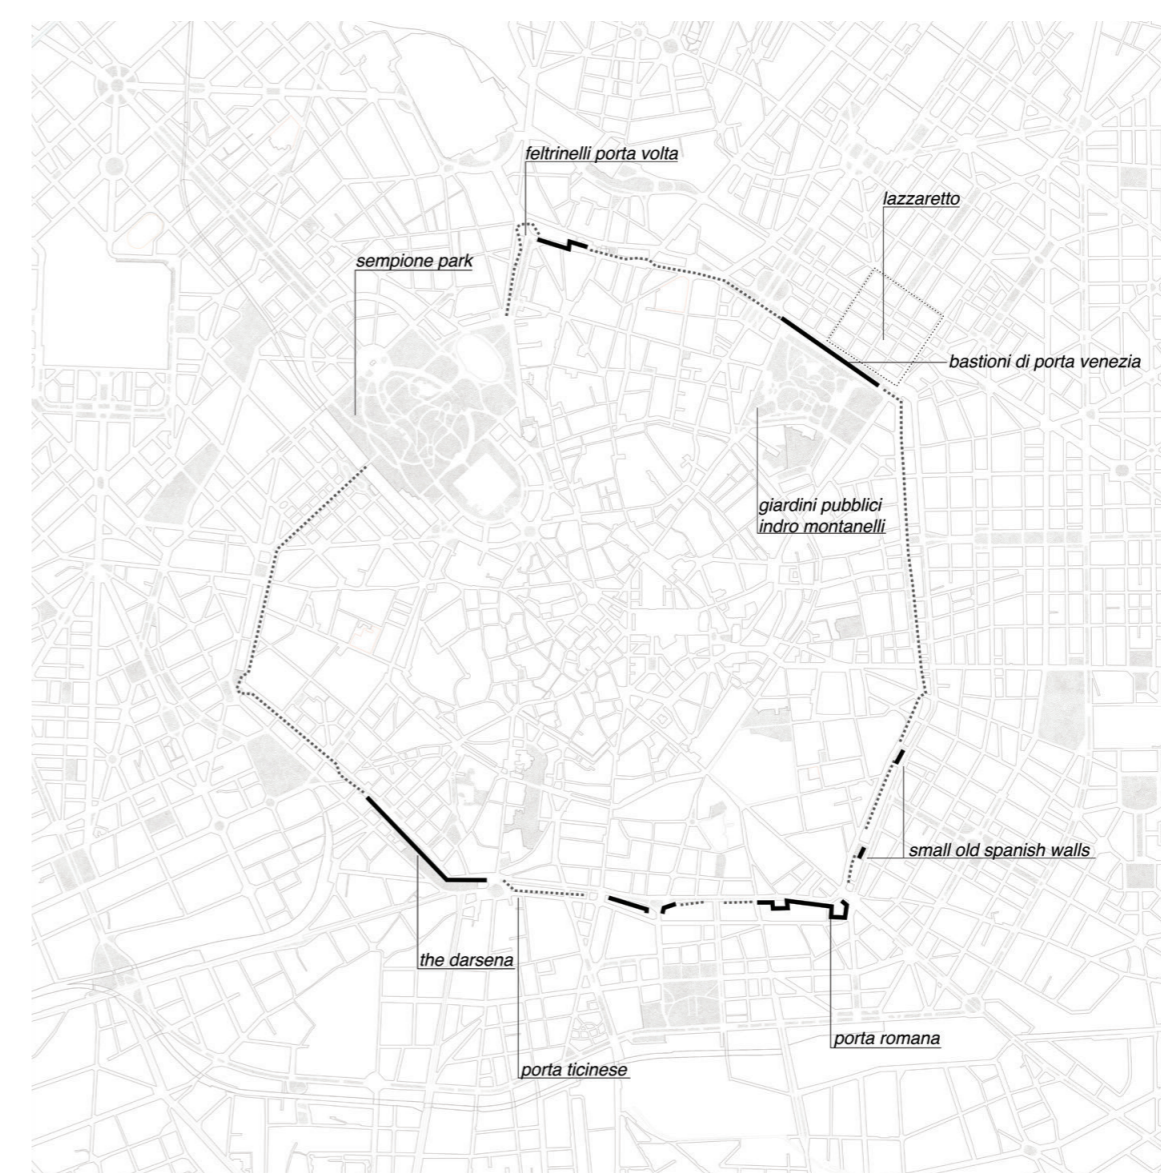 feltrinelli porta volta
lazzaretto
sempione park
bastioni di porta venezia
giardini pubblici
indro montanelli
small old spanish walls
the darsena
porta romana
porta ticinese